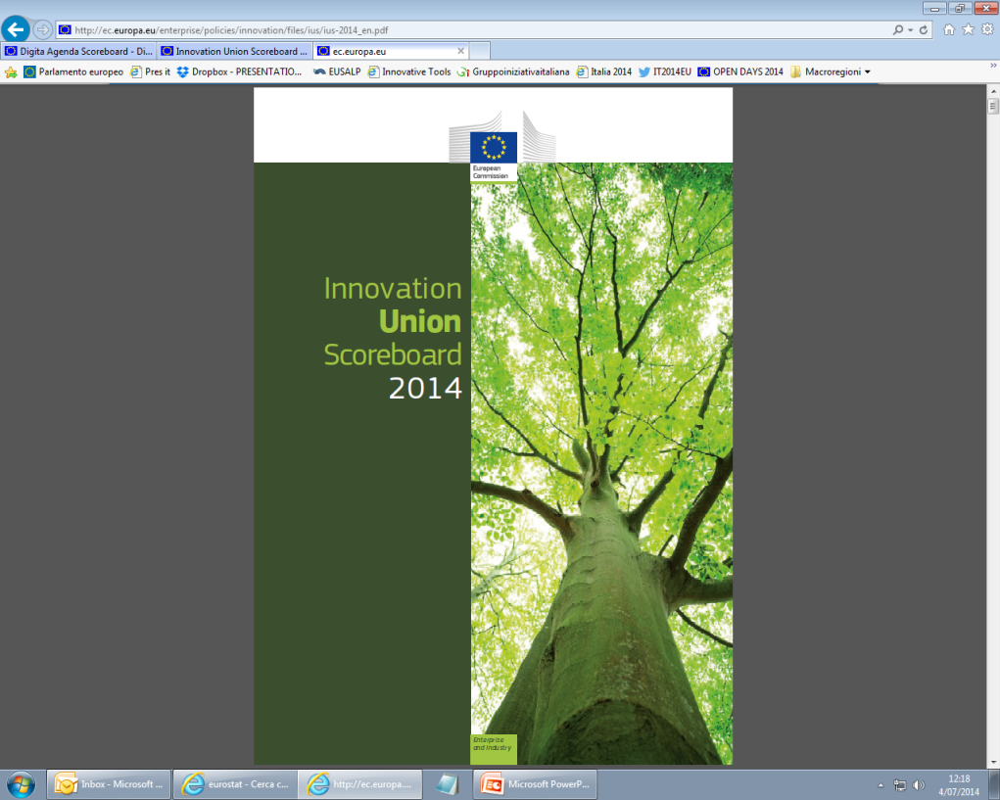 http://ec.europa.eu/enterprise/policies/innovation/files/ius/ius-2014_en.pdf
Digita Agenda Scoreboard - Di... Innovation Union Scoreboard ... ec.europa.eu
Parlamento europeo Pres it Dropbox - PRESENTATIO... EUSALP Innovative Tools Gruppoiniziativaitaliana Italia 2014 IT2014EU OPEN DAYS 2014 Macroregioni
European
Commission
Innovation
Union
Scoreboard
2014
Enterprise
and Industry
Inbox - Microsoft ... eurostat - Cerca c... http://ec.europa.... Microsoft PowerP...
12:18
4/07/2014